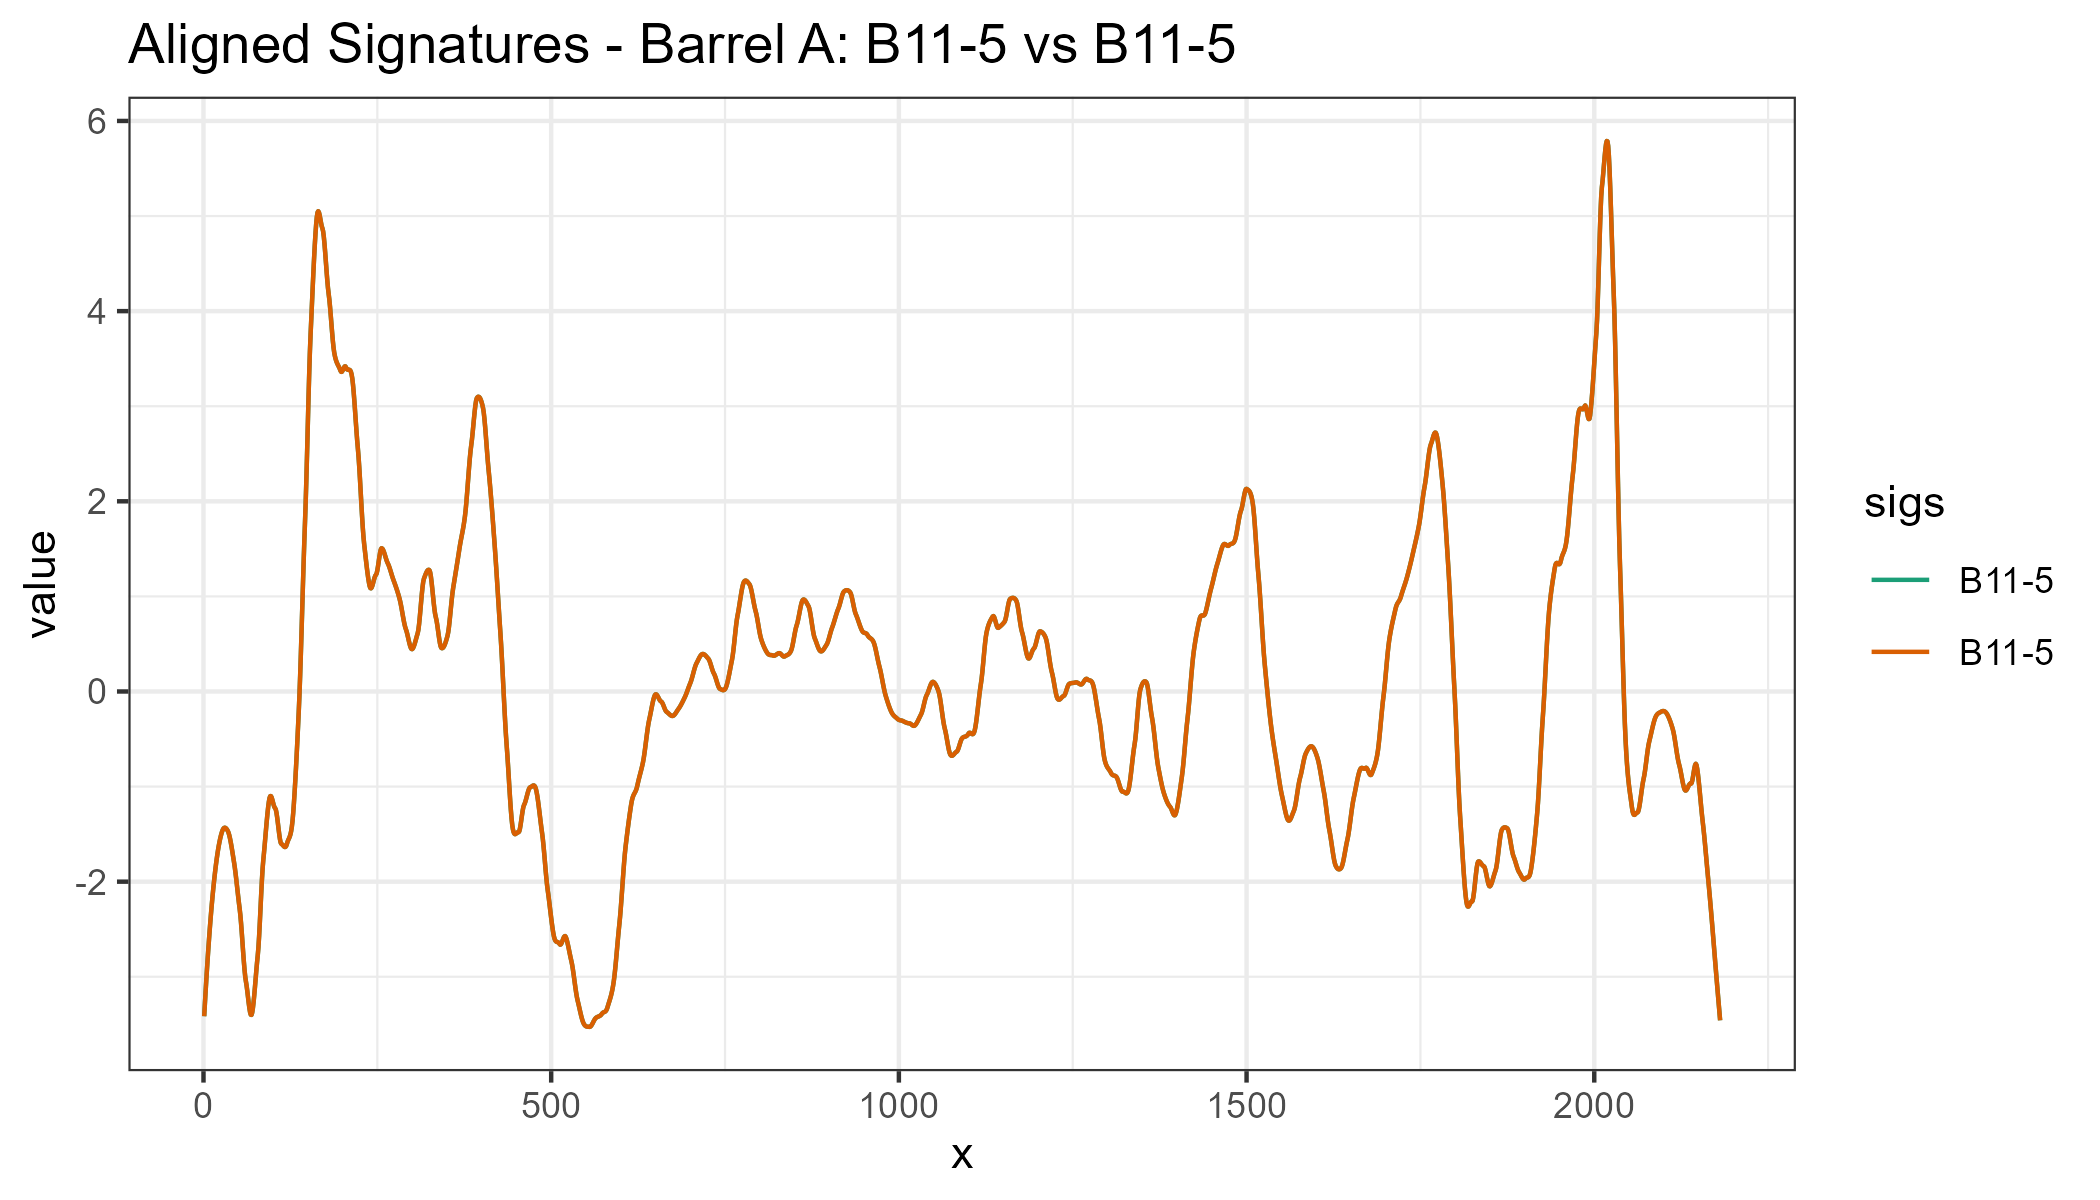 Aligned Signatures - Barrel A: B11-5 vs B11-5
6
4
2
0
-2
value
0 500 1000 1500 2000
x
sigs
B11-5
B11-5